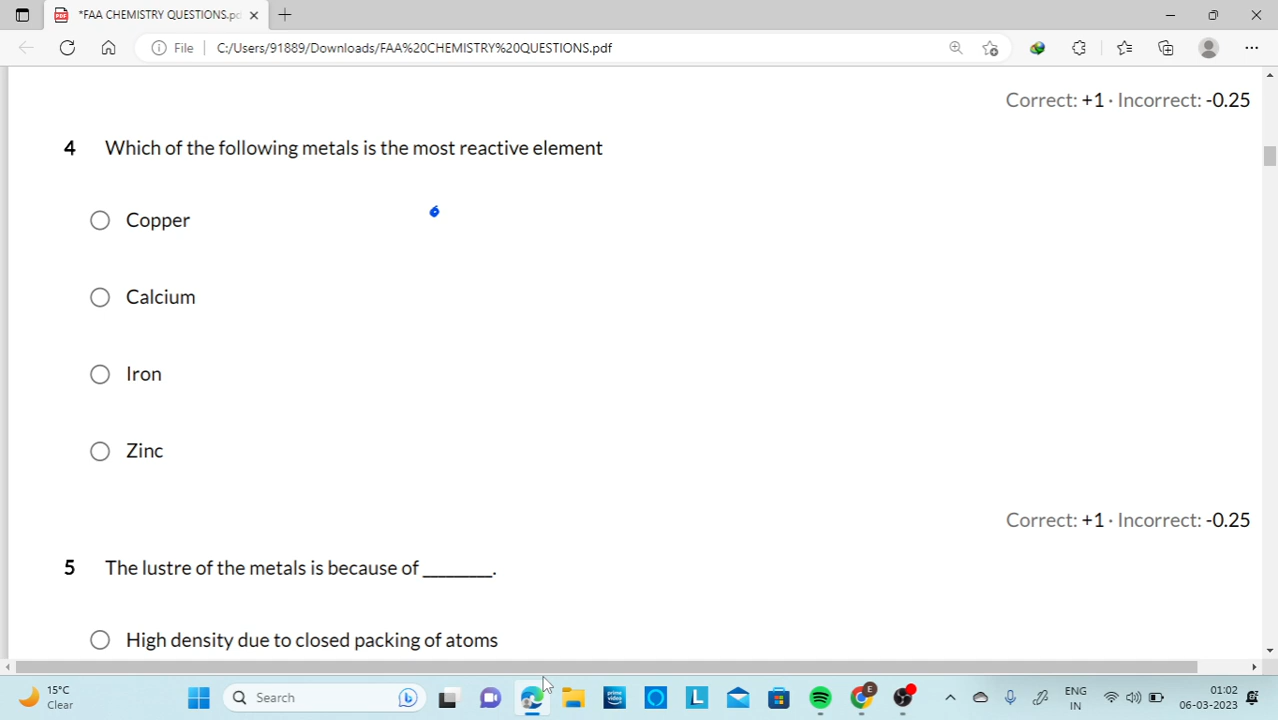 *FAA CHEMISTRY QUESTIONS.pd
File C:/Users/91889/Downloads/FAA%20CHEMISTRY%20QUESTIONS.pdf
Correct: +1 · Incorrect: -0.25
4 Which of the following metals is the most reactive element
Copper
Calcium
Iron
Zinc
Correct: +1 · Incorrect: -0.25
5 The lustre of the metals is because of ________.
High density due to closed packing of atoms
15°C
Clear
Search
prime video
L
E
ENG
IN
01:02
06-03-2023